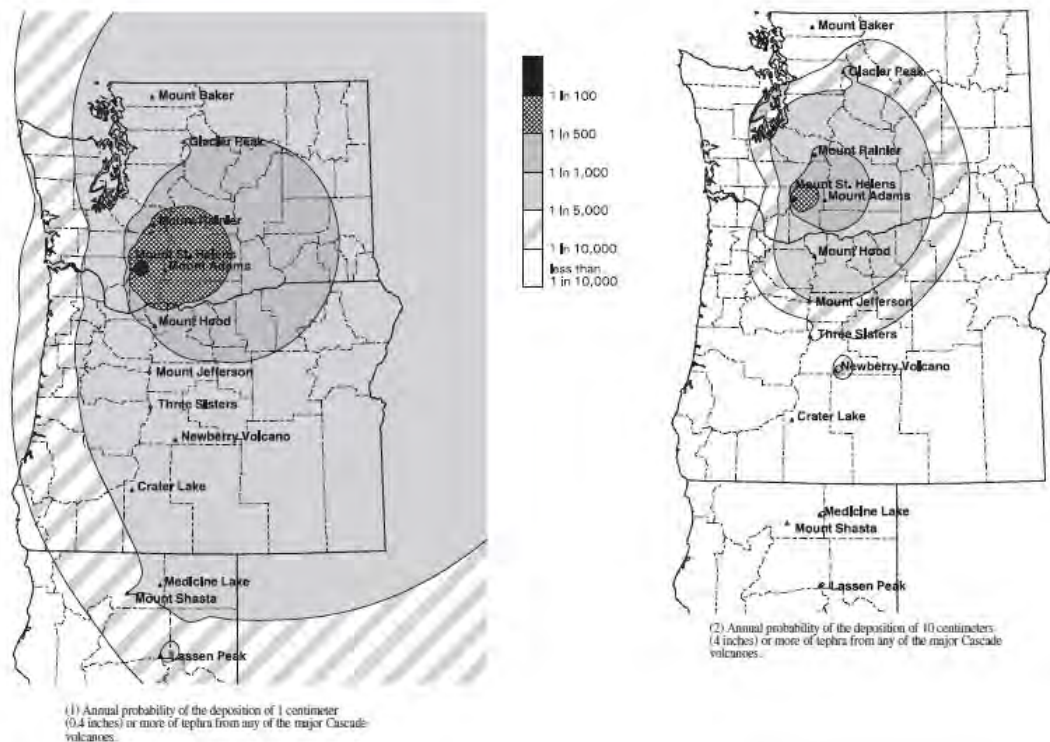 Mount Baker
Glacier Peak
Mount Rainier
Mount St. Helens
Mount Adams
Mount Hood
Mount Jefferson
Three Sisters
Newberry Volcano
Crater Lake
Medicine Lake
Mount Shasta
Lassen Peak
(1) Annual probability of the deposition of 1 centimeter
(0.4 inches) or more of tephra from any of the major Cascade
volcanoes.
1 in 100
1 in 500
1 in 1,000
1 in 5,000
1 in 10,000
less than
1 in 10,000
Mount Baker
Glacier Peak
Mount Rainier
Mount St. Helens
Mount Adams
Mount Hood
Mount Jefferson
Three Sisters
Newberry Volcano
Crater Lake
Medicine Lake
Mount Shasta
Lassen Peak
(2) Annual probability of the deposition of 10 centimeters
(4 inches) or more of tephra from any of the major Cascade
volcanoes.